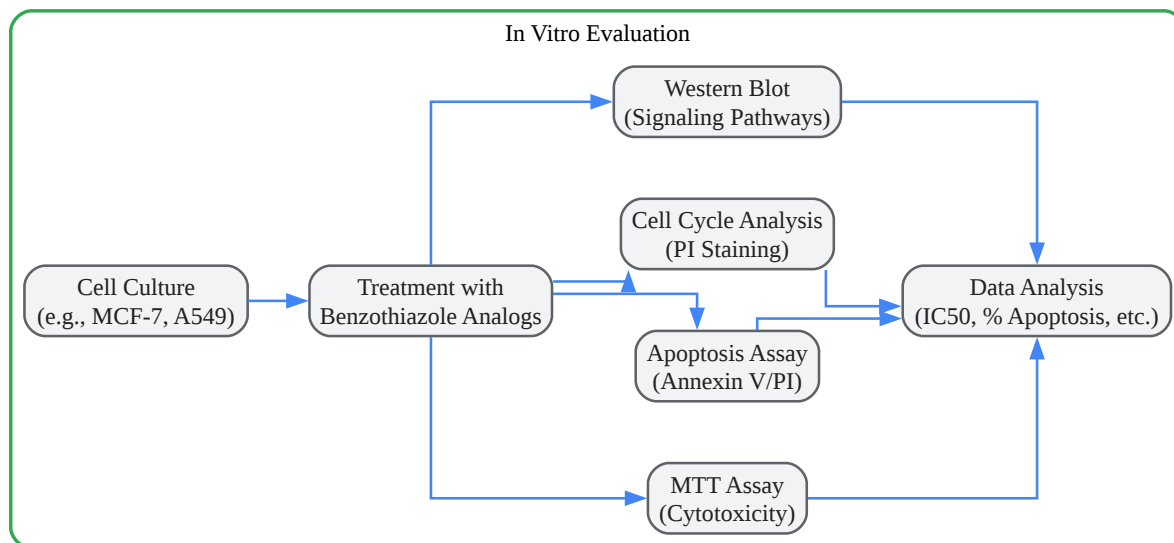 In Vitro Evaluation
Western Blot
(Signaling Pathways)
Cell Cycle Analysis
(PI Staining)
Cell Culture
(e.g., MCF-7, A549)
Treatment with
Benzothiazole Analogs
Data Analysis
(IC50, % Apoptosis, etc.)
Apoptosis Assay
(Annexin V/PI)
MTT Assay
(Cytotoxicity)